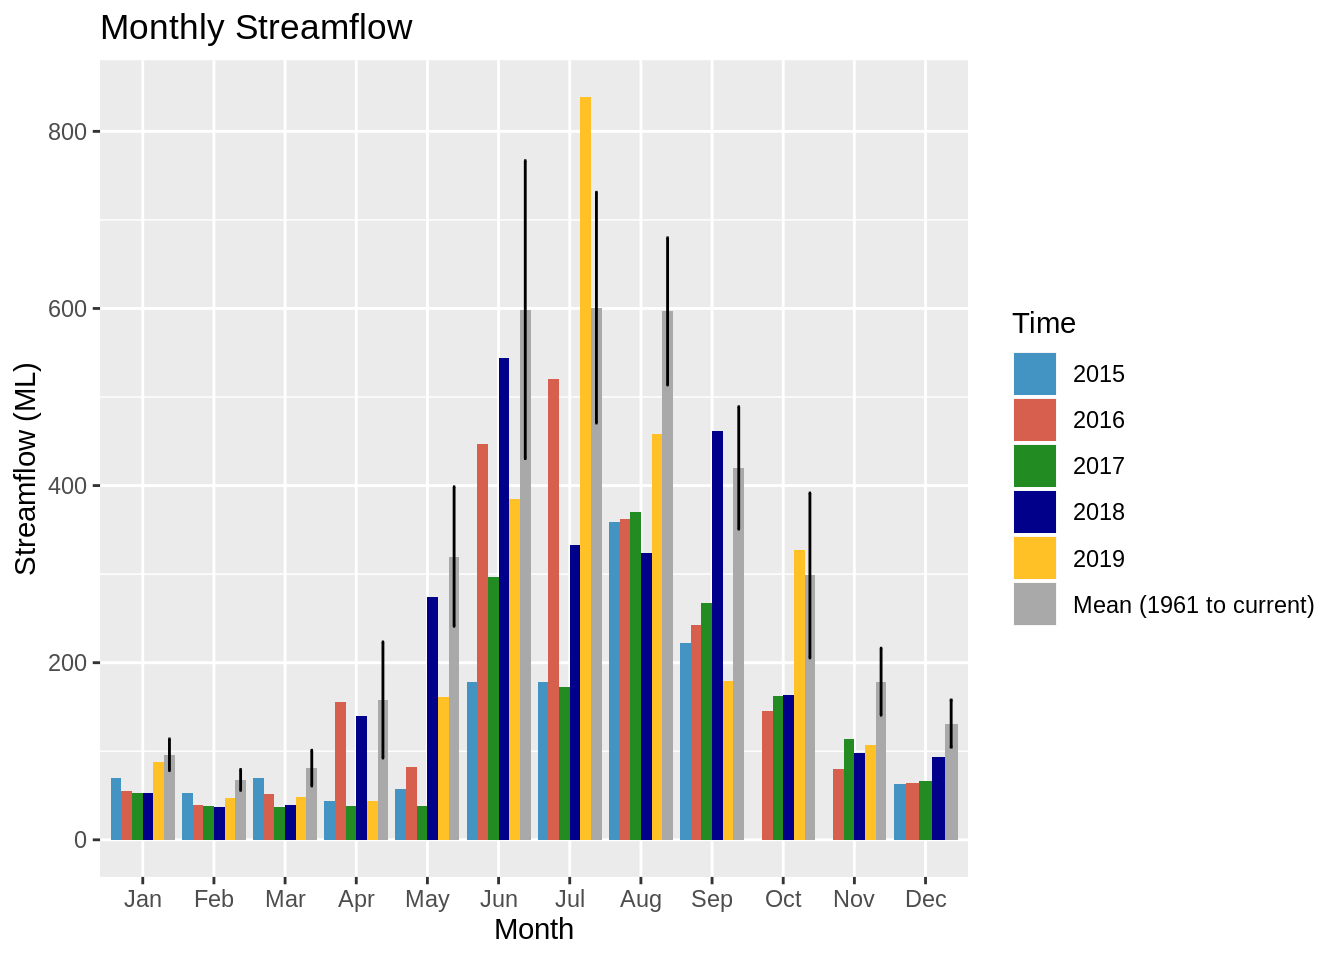 Monthly Streamflow
Streamflow (ML)
800
600
400
200
0
Jan Feb Mar Apr May Jun Jul Aug Sep Oct Nov Dec
Month
Time
2015
2016
2017
2018
2019
Mean (1961 to current)